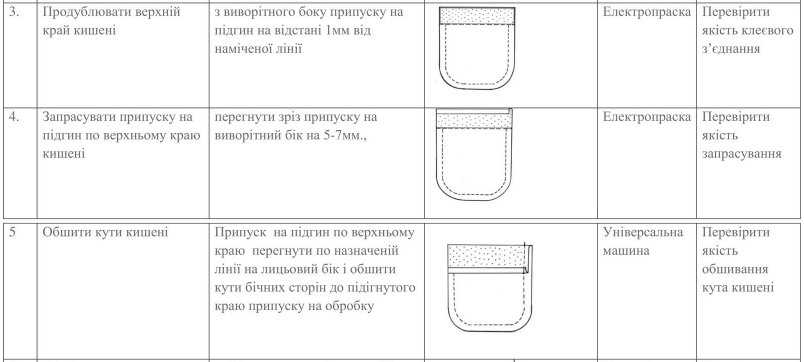 3.
Продублювати верхній
край кишені
з виворітного боку припуску на
підгин на відстані 1мм від
наміченої лінії
Електропраска
Перевірити
якість клеєвого
з’єднання
4.
Запрасувати припуску на
підгин по верхньому краю
кишені
перегнути зріз припуску на
виворітний бік на 5-7мм.,
Електропраска
Перевірити
якість
запрасування
5
Обшити кути кишені
Припуск на підгин по верхньому
краю перегнути по назначеній
лінії на лицьовий бік і обшити
кути бічних сторін до підігнутого
краю припуску на обробку
Універсальна
машина
Перевірити
якість
обшивання
кута кишені